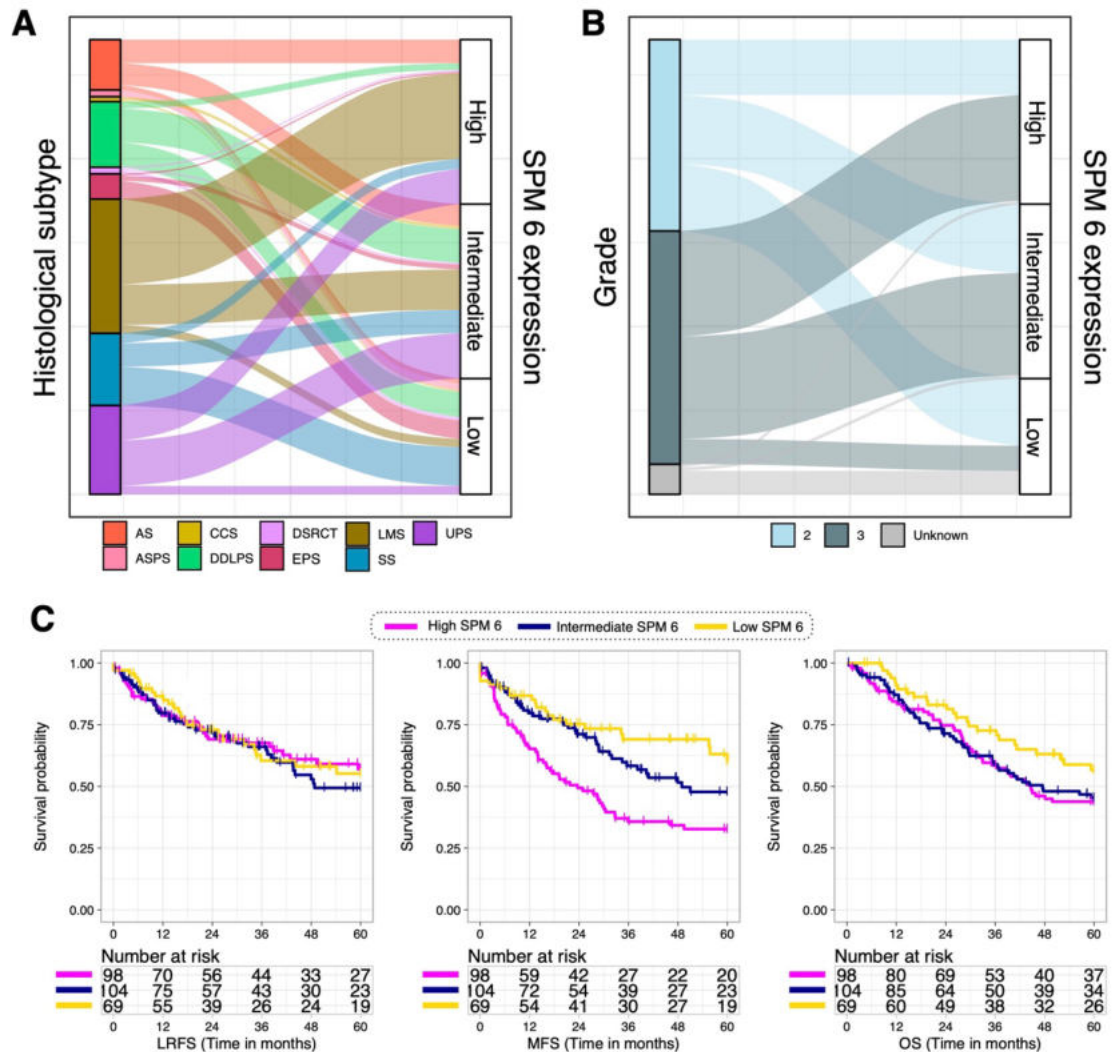 A
Histological subtype
High
Intermediate
Low
SPM 6 expression
AS
CCS
DSRCT
LMS
UPS
ASPS
DDLPS
EPS
SS
B
Grape
High
Intermediate
Low
SPM 6 expression
2
3
Unknown
C
High SPM 6
Intermediate SPM 6
Low SPM 6
Survival probability
1.00
0.75
0.50
0.25
0.00
0 12 24 36 48 60
Number at risk
98 70 56 44 33 27
104 75 57 43 30 23
69 55 39 26 24 19
0 12 24 36 48 60
LRFS (Time in months)
Survival probability
1.00
0.75
0.50
0.25
0.00
0 12 24 36 48 60
Number at risk
98 59 42 27 22 20
104 72 54 39 27 23
69 54 41 30 27 19
0 12 24 36 48 60
MFS (Time in months)
Survival probability
1.00
0.75
0.50
0.25
0.00
0 12 24 36 48 60
Number at risk
98 80 69 53 40 37
104 85 64 50 39 34
69 60 49 38 32 26
0 12 24 36 48 60
OS (Time in months)